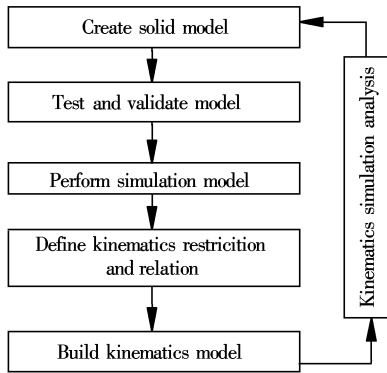 Create solid model
Test and validate model
Perform simulation model
Define kinematics restricition
and relation
Build kinematics model
Kinematics simulation analysis